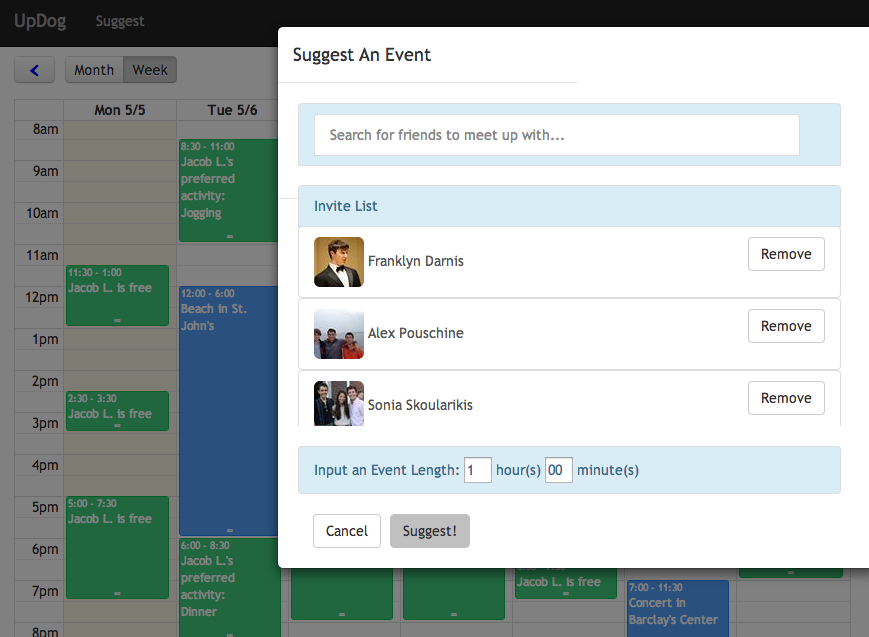 UpDog Suggest
Month Week
Mon 5/5 Tue 5/6
8am
9am
10am
11am
12pm
1pm
2pm
3pm
4pm
5pm
6pm
7pm
8pm
11:30 - 1:00
Jacob L. is free
2:30 - 3:30
Jacob L. is free
5:00 - 7:30
Jacob L. is free
8:30 - 11:00
Jacob L.'s
preferred
activity:
Jogging
12:00 - 6:00
Beach in St.
John's
6:00 - 8:30
Jacob L.'s
preferred
activity:
Dinner
Jacob L. is free
7:00 - 11:30
Concert in
Barclay's Center
Suggest An Event
Search for friends to meet up with...
Invite List
Franklyn Darnis Remove
Alex Pouschine Remove
Sonia Skoularikis Remove
Input an Event Length: 1 hour(s) 00 minute(s)
Cancel Suggest!